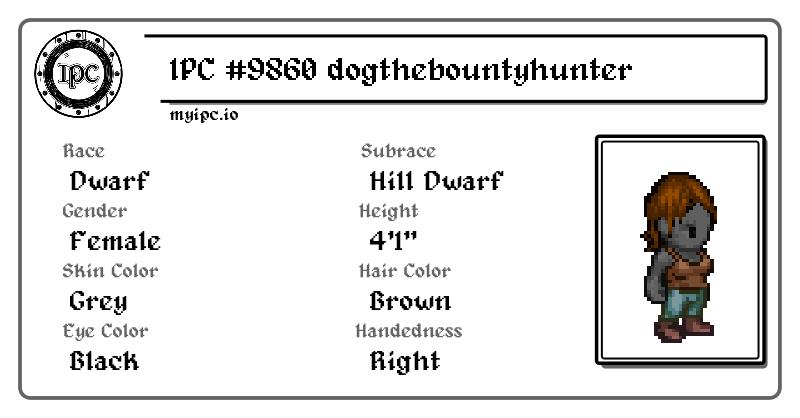 IPC
IPC #9860 dogthebountyhunter
myipc.io
Race
Dwarf
Subrace
Hill Dwarf
Gender
Female
Height
4'1"
Skin Color
Grey
Hair Color
Brown
Eye Color
Black
Handedness
Right